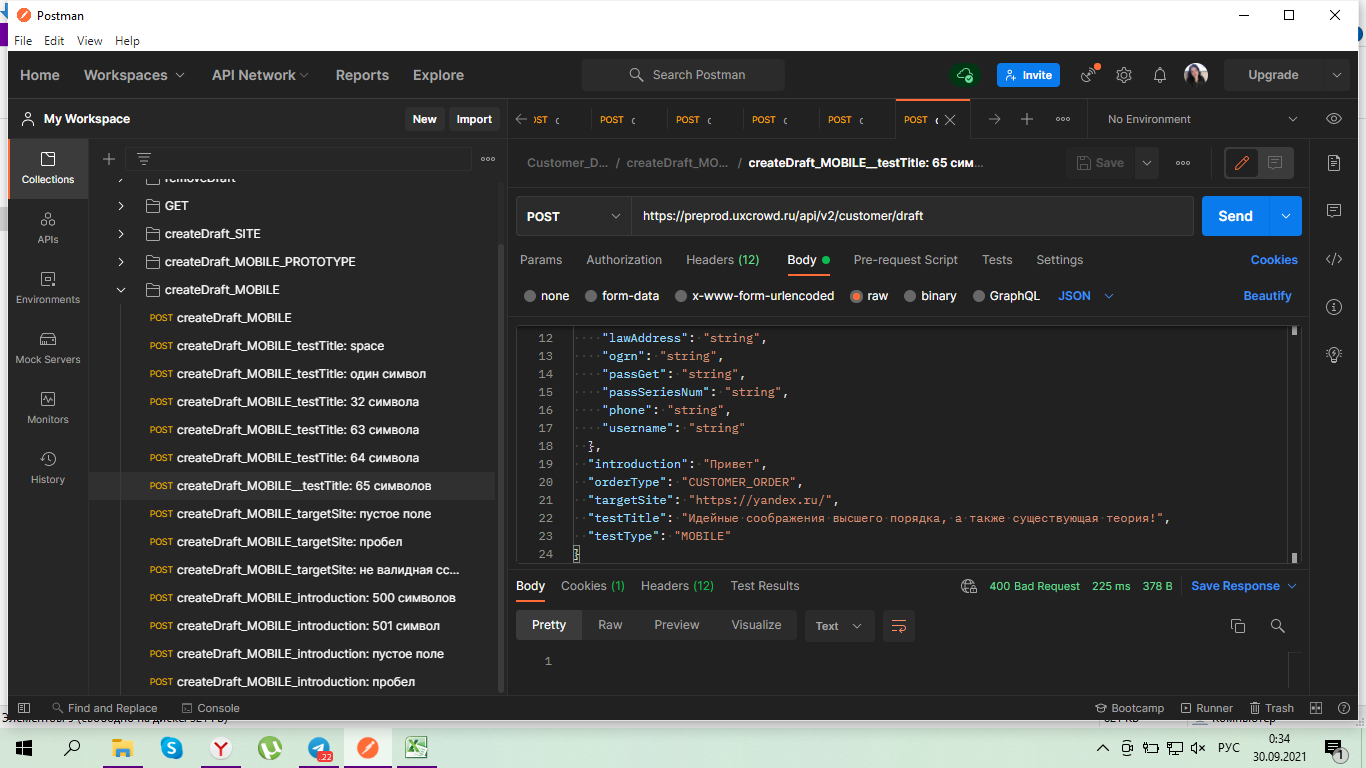 Postman
File Edit View Help
Home Workspaces API Network Reports Explore Search Postman Invite Upgrade
My Workspace New Import
POST POST POST POST POST No Environment
Collections
APIs
Environments
Mock Servers
Monitors
History
removeDraft
GET
createDraft_SITE
createDraft_MOBILE_PROTOTYPE
createDraft_MOBILE
POST createDraft_MOBILE
POST createDraft_MOBILE_testTitle: space
POST createDraft_MOBILE_testTitle: один символ
POST createDraft_MOBILE_testTitle: 32 символа
POST createDraft_MOBILE_testTitle: 63 символа
POST createDraft_MOBILE_testTitle: 64 символа
POST createDraft_MOBILE__testTitle: 65 символов
POST createDraft_MOBILE_targetSite: пустое поле
POST createDraft_MOBILE_targetSite: пробел
POST createDraft_MOBILE_targetSite: не валидная сс...
POST createDraft_MOBILE_introduction: 500 символов
POST createDraft_MOBILE_introduction: 501 символ
POST createDraft_MOBILE_introduction: пустое поле
POST createDraft_MOBILE_introduction: пробел
Customer_D... / createDraft_MO... / createDraft_MOBILE__testTitle: 65 сим... Save
POST https://preprod.uxcrowd.ru/api/v2/customer/draft Send
Params Authorization Headers (12) Body Pre-request Script Tests Settings Cookies
none form-data x-www-form-urlencoded raw binary GraphQL JSON Beautify
12 "lawAddress": "string",
13 "ogrn": "string",
14 "passGet": "string",
15 "passSeriesNum": "string",
16 "phone": "string",
17 "username": "string"
18 },
19 "introduction": "Привет",
20 "orderType": "CUSTOMER_ORDER",
21 "targetSite": "https://yandex.ru/",
22 "testTitle": "Идейные соображения высшего порядка, а также существующая теория!",
23 "testType": "MOBILE"
24 }
Body Cookies (1) Headers (12) Test Results 400 Bad Request 225 ms 378 B Save Response
Pretty Raw Preview Visualize Text
1
Find and Replace Console Bootcamp Runner Trash
22
РУС
0:34
30.09.2021
1